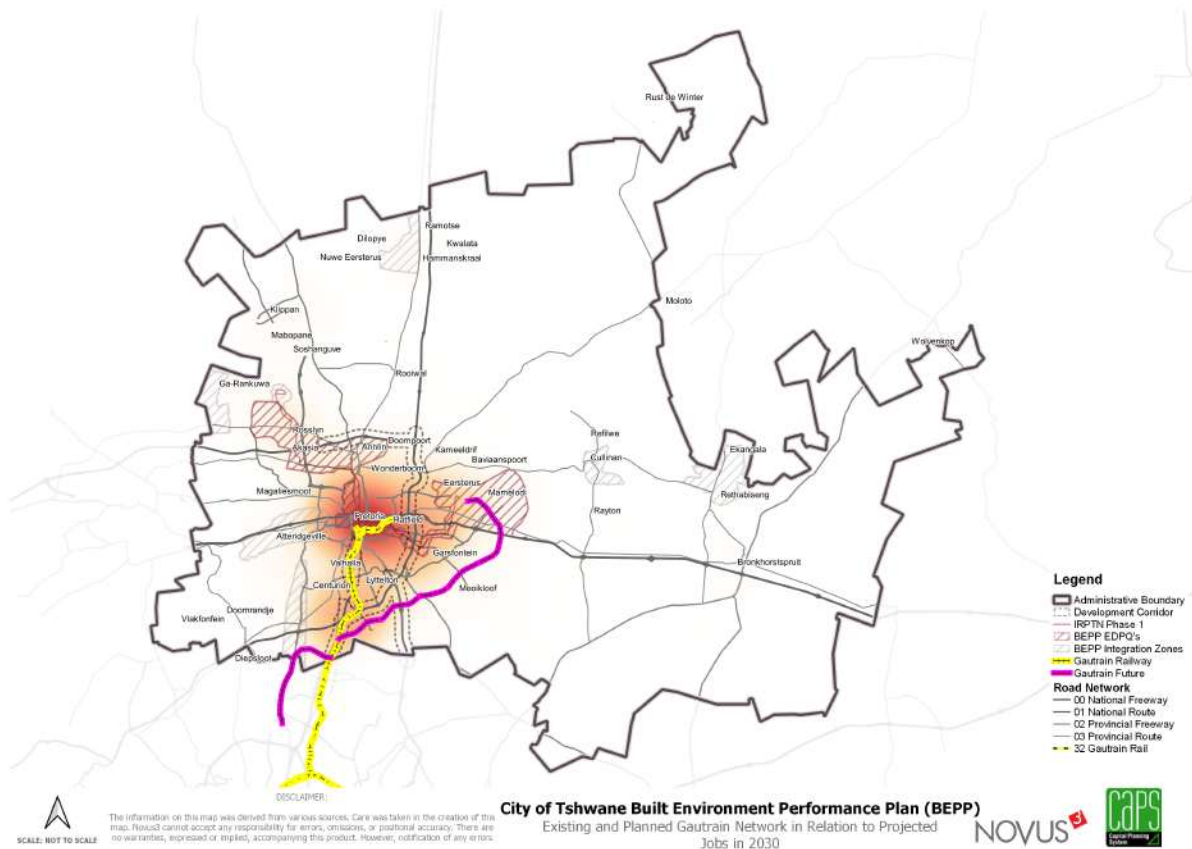 Rust de Winter
Ramotse
Dilopye
Kwalata
Nuwe Eersterus
Hammanskraal
Moloto
Klippan
Mabopane
Soshanguve
Wolvenkop
Rooiwal
Ga-Rankuwa
Rosslyn
Akasia
Annlin
Doornpoort
Kameeldrif
Refilwe
Wonderboom
Baviaanspoort
Cullinan
Ekangala
Eersterus
Mamelodi
Magaliesmoot
Rethabiseng
Pretoria
Hatfield
Rayton
Atteridgeville
Garsfontein
Valhalla
Bronkhorstspruit
Centurion
Lyttelton
Mooikloof
Doornrandje
Vlakfontein
Diepsloot
Legend
Administrative Boundary
Development Corridor
IRPTN Phase 1
BEPP EDPQ's
BEPP Integration Zones
Gautrain Railway
Gautrain Future
Road Network
00 National Freeway
01 National Route
02 Provincial Freeway
03 Provincial Route
32 Gautrain Rail
SCALE: NOT TO SCALE
DISCLAIMER:
The information on this map was derived from various sources. Care was taken in the creation of this
map. Novus3 cannot accept any responsibility for errors, omissions, or positional accuracy. There are
no warranties, expressed or implied, accompanying this product. However, notification of any errors
City of Tshwane Built Environment Performance Plan (BEPP)
Existing and Planned Gautrain Network in Relation to Projected
Jobs in 2030
NOVUS3
CAPS
Capital Planning
System